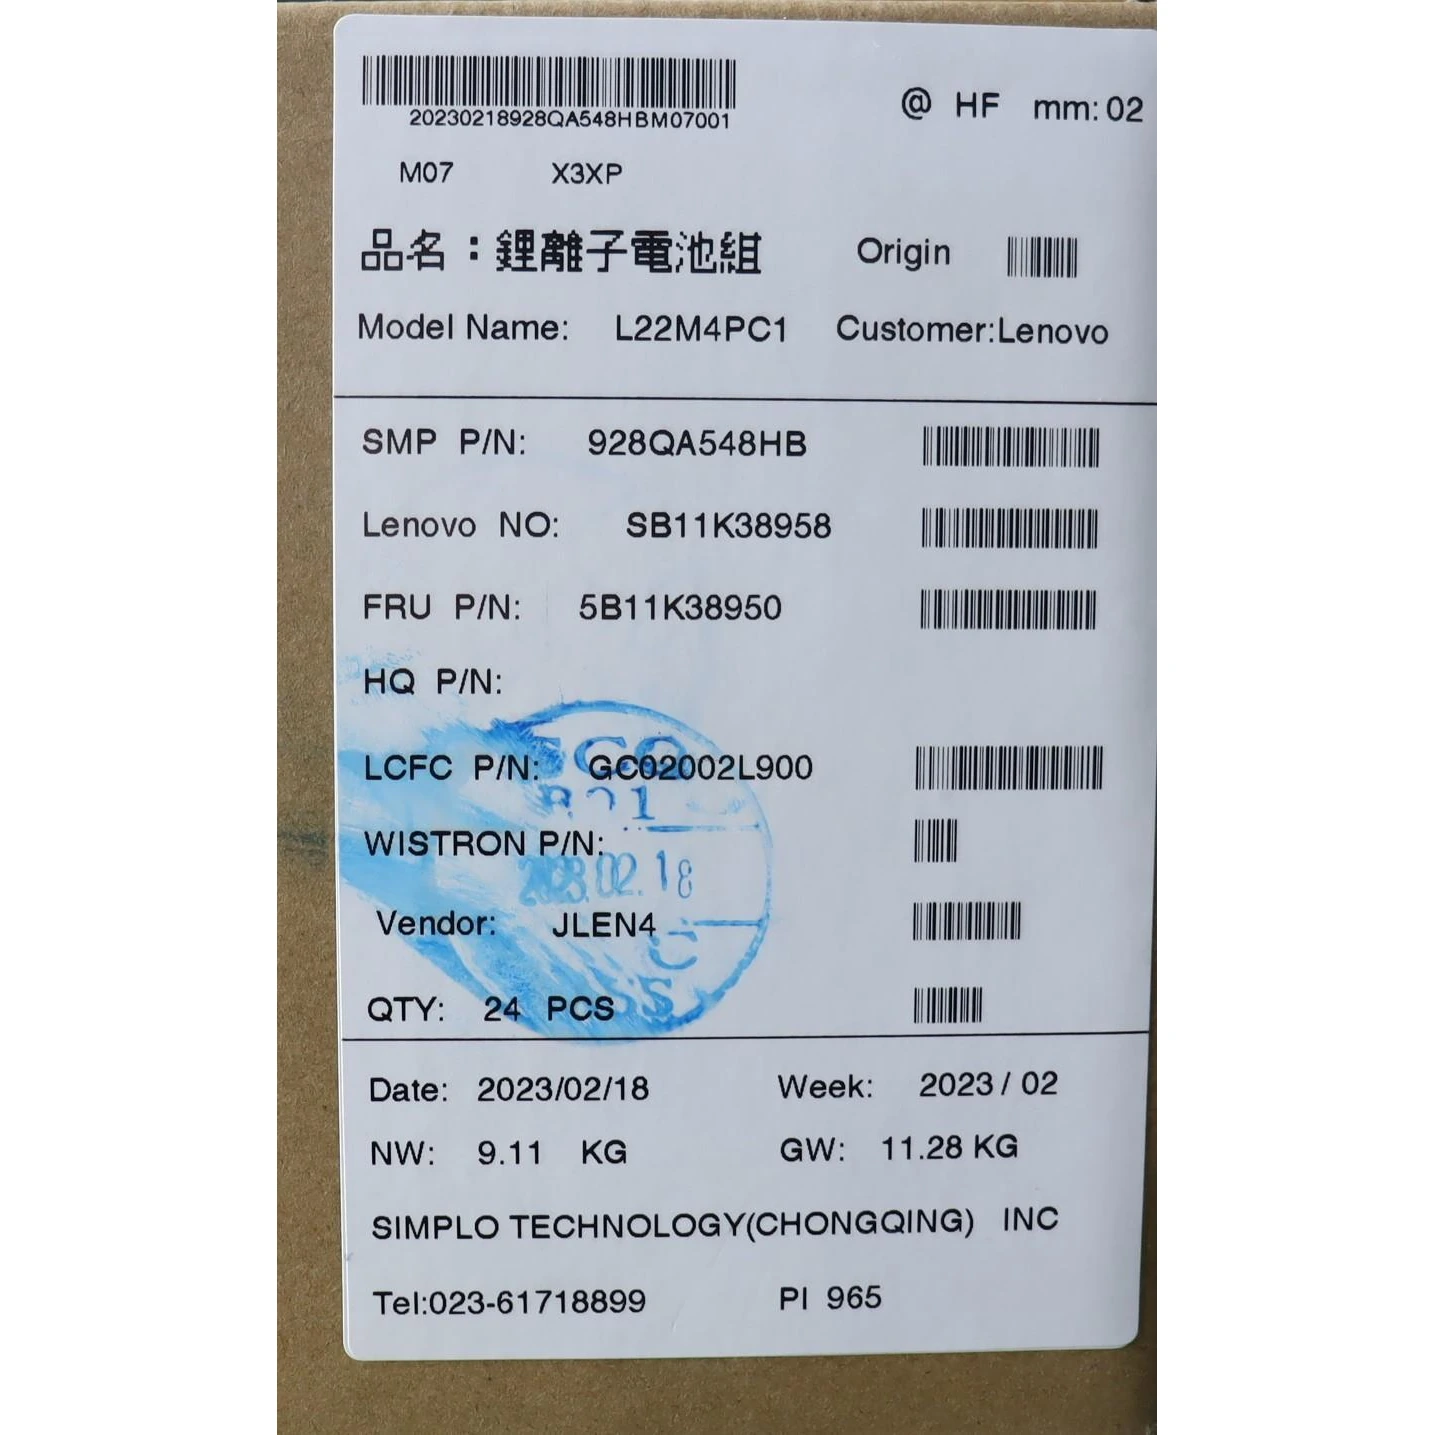 20230218928QA548HBM07001
@ HF mm: 02
M07 X3XP
品名：鋰離子電池組 Origin
Model Name: L22M4PC1 Customer:Lenovo
SMP P/N: 928QA548HB
Lenovo NO: SB11K38958
FRU P/N: 5B11K38950
HQ P/N:
LCFC P/N: GC02002L900
WISTRON P/N:
2023.02.18
Vendor: JLEN4
QTY: 24 PCS
Date: 2023/02/18 Week: 2023 / 02
NW: 9.11 KG GW: 11.28 KG
SIMPLO TECHNOLOGY(CHONGQING) INC
Tel:023-61718899 PI 965